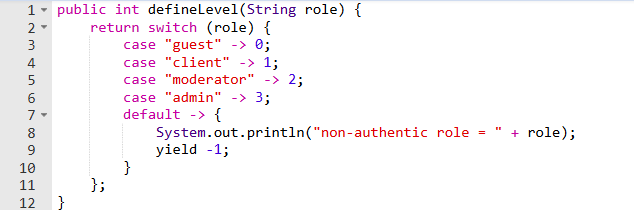 1 public int defineLevel(String role) {
2 return switch (role) {
3 case "guest" -> 0;
4 case "client" -> 1;
5 case "moderator" -> 2;
6 case "admin" -> 3;
7 default -> {
8 System.out.println("non-authentic role = " + role);
9 yield -1;
10 }
11 };
12 }